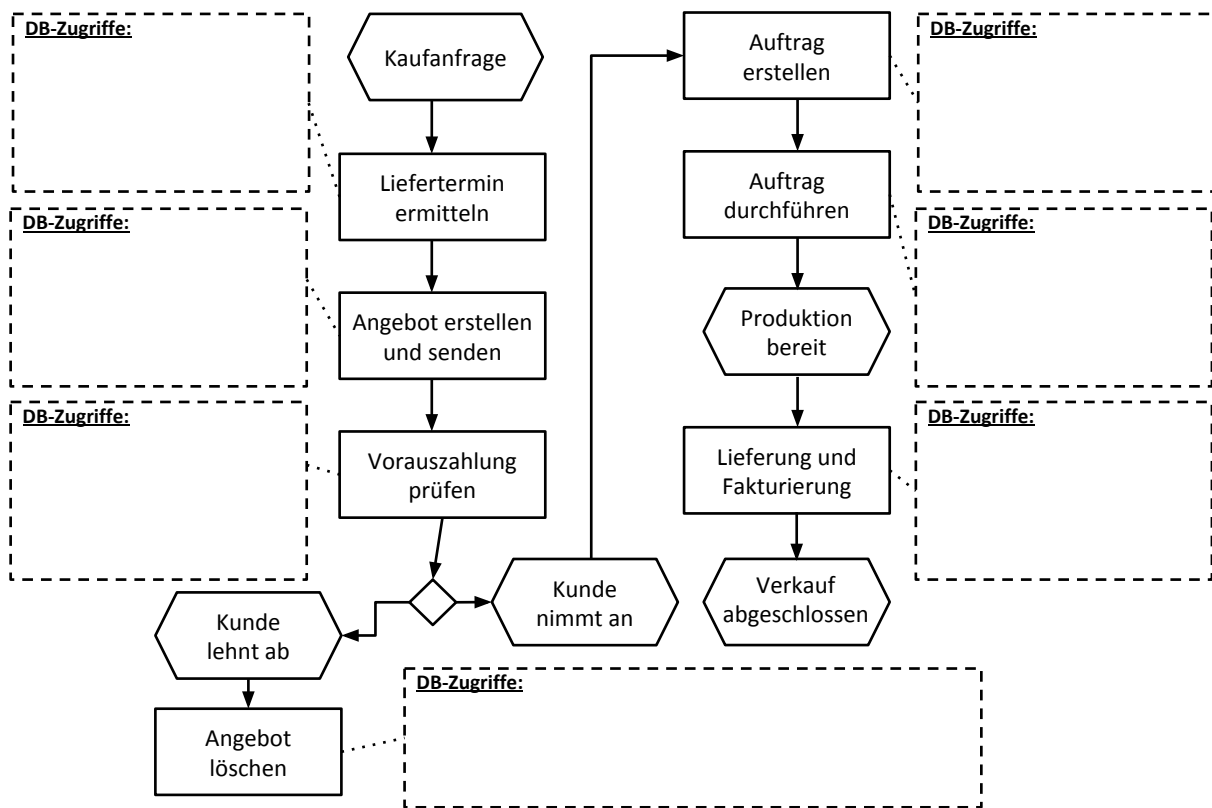 DB-Zugriffe:
Kaufanfrage
Liefertermin
ermitteln
DB-Zugriffe:
Angebot erstellen
und senden
DB-Zugriffe:
Vorauszahlung
prüfen
Kunde
lehnt ab
Kunde
nimmt an
Angebot
löschen
DB-Zugriffe:
Auftrag
erstellen
DB-Zugriffe:
Auftrag
durchführen
DB-Zugriffe:
Produktion
bereit
Lieferung und
Fakturierung
DB-Zugriffe:
Verkauf
abgeschlossen